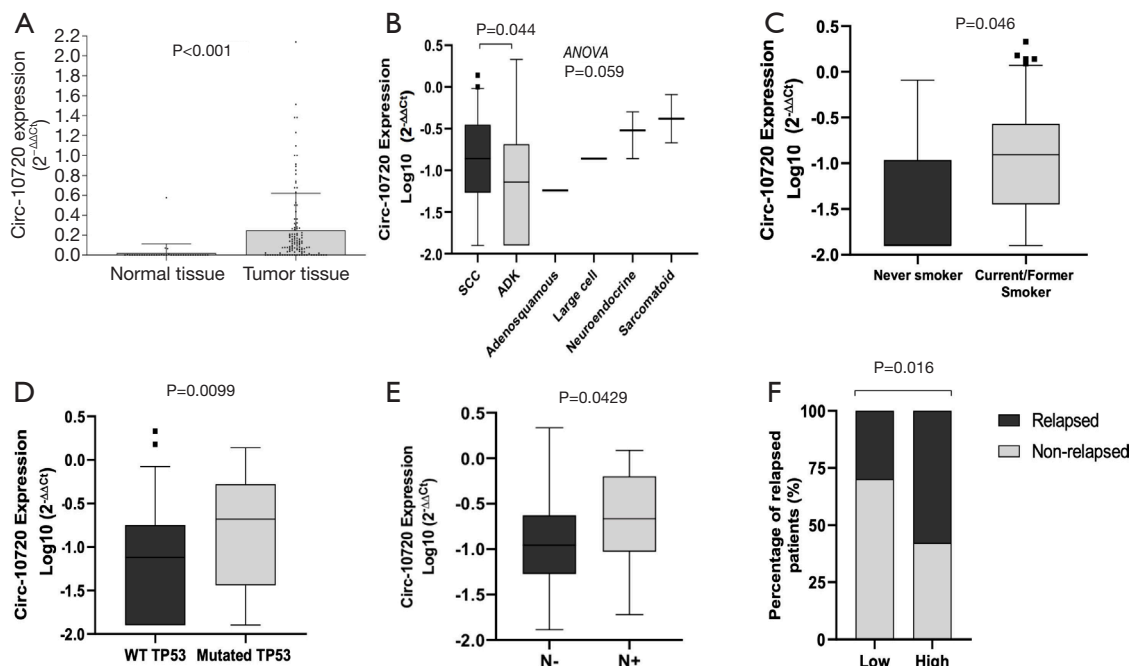 A
P<0.001
Circ-10720 expression
(2^-ΔΔCt)
2.2
2.0
1.8
1.6
1.4
1.2
1.0
0.8
0.6
0.4
0.2
0.0
Normal tissue
Tumor tissue
B
P=0.044
ANOVA
P=0.059
Circ-10720 Expression
Log10 (2^-ΔΔCt)
0.5
0.0
-0.5
-1.0
-1.5
-2.0
SCC
ADK
Adenosquamous
Large cell
Neuroendocrine
Sarcomatoid
C
P=0.046
Circ-10720 Expression
Log10 (2^-ΔΔCt)
0.5
0.0
-0.5
-1.0
-1.5
-2.0
Never smoker
Current/Former
Smoker
D
P=0.0099
Circ-10720 Expression
Log10 (2^-ΔΔCt)
0.5
0.0
-0.5
-1.0
-1.5
-2.0
WT TP53
Mutated TP53
E
P=0.0429
Circ-10720 Expression
Log10 (2^-ΔΔCt)
0.5
0.0
-0.5
-1.0
-1.5
-2.0
N-
N+
F
P=0.016
Percentage of relapsed
patients (%)
100
75
50
25
0
Low
High
Relapsed
Non-relapsed